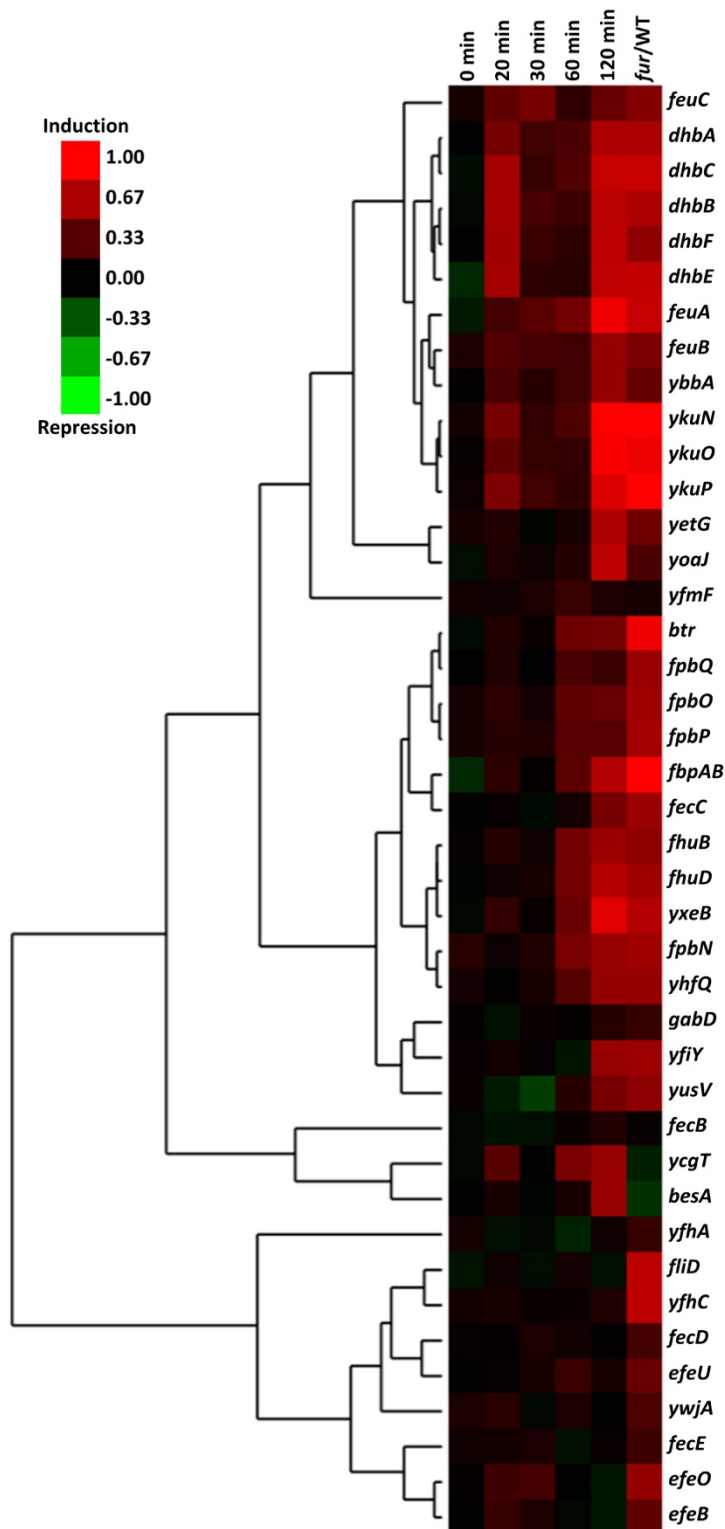 0 min
20 min
30 min
60 min
120 min
fur/WT
Induction
1.00
0.67
0.33
0.00
-0.33
-0.67
-1.00
Repression
feuC
dhbA
dhbC
dhbB
dhbF
dhbE
feuA
feuB
ybbA
ykuN
ykuO
ykuP
yetG
yoaJ
yfmF
btr
fpbQ
fpbO
fpbP
fbpAB
fecC
fhuB
fhuD
yxeB
fpbN
yhfQ
gabD
yfiY
yusV
fecB
ycgT
besA
yfhA
fliD
yfhC
fecD
efeU
ywjA
fecE
efeO
efeB